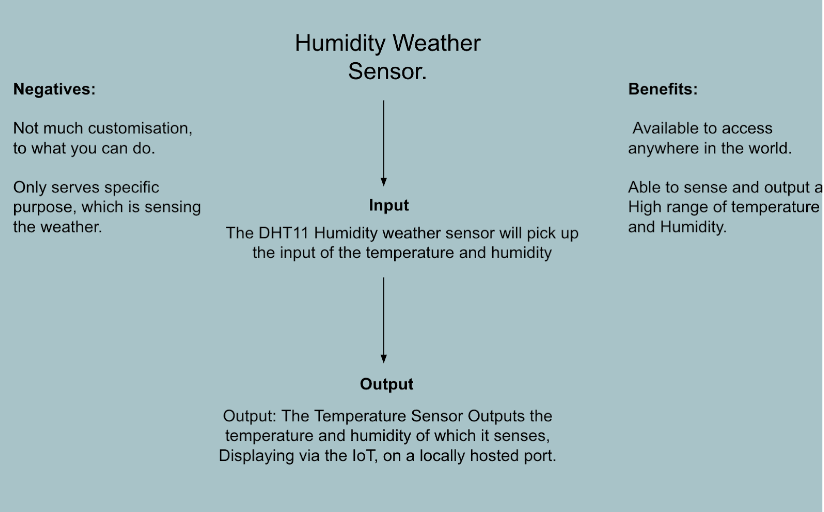 Humidity Weather
Sensor.
Negatives:
Not much customisation,
to what you can do.
Only serves specific
purpose, which is sensing
the weather.
Input
The DHT11 Humidity weather sensor will pick up
the input of the temperature and humidity
Output
Output: The Temperature Sensor Outputs the
temperature and humidity of which it senses,
Displaying via the IoT, on a locally hosted port.
Benefits:
Available to access
anywhere in the world.
Able to sense and output a
High range of temperature
and Humidity.